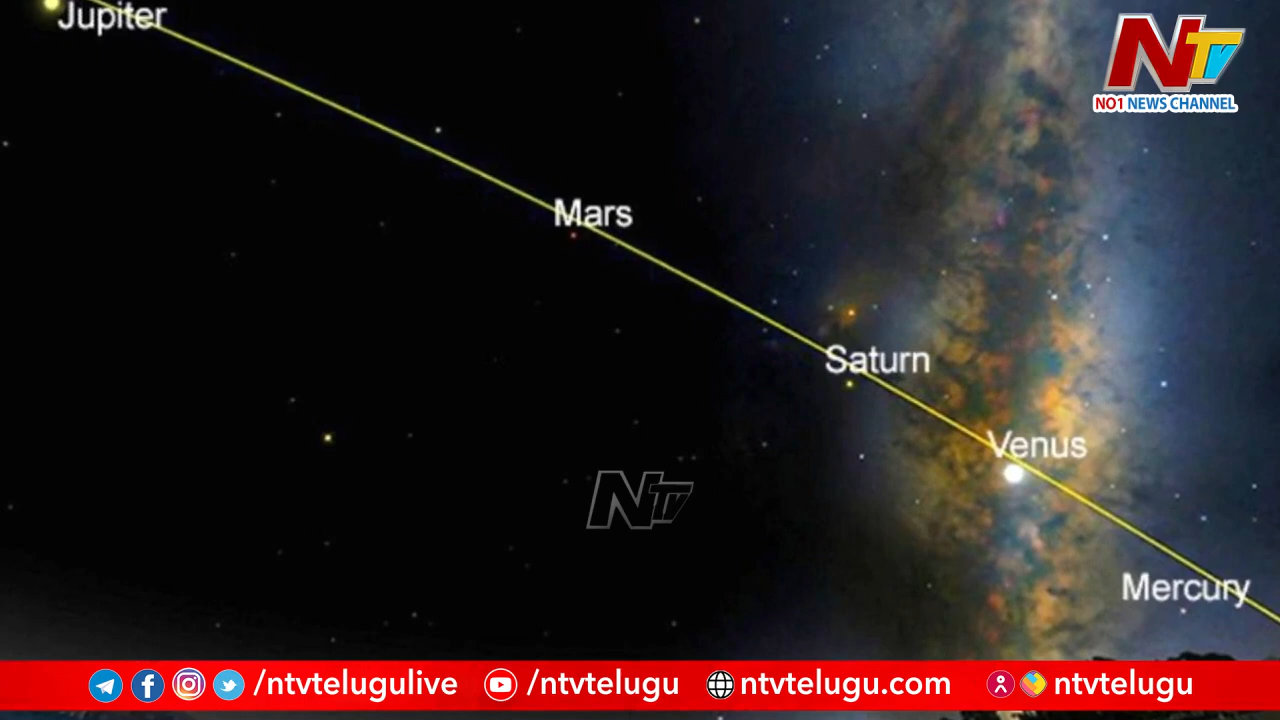 Jupiter
NTV
NO1 NEWS CHANNEL
Mars
Saturn
Venus
NTV
Mercury
/ntvtelugulive /ntvtelugu ntvtelugu.com ntvtelugu